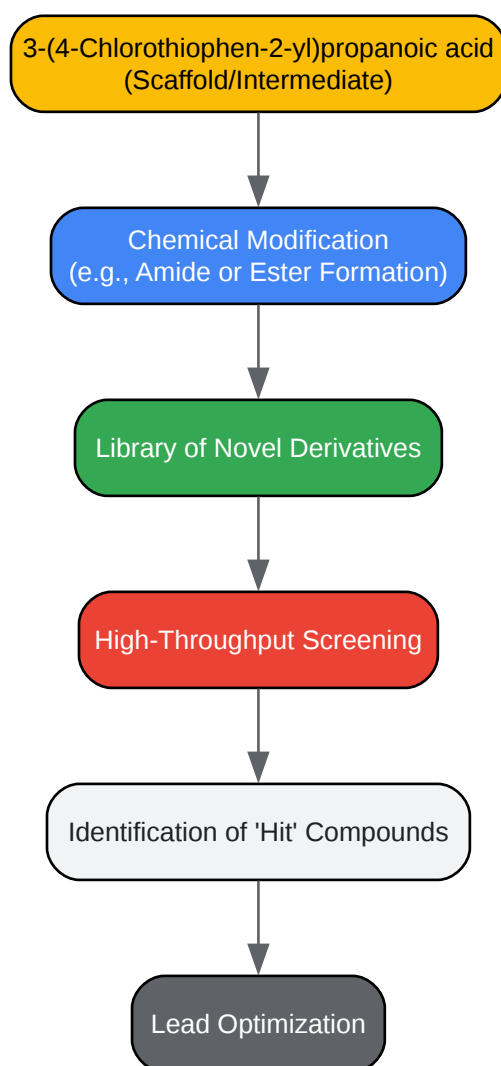 3-(4-Chlorothiophen-2-yl)propanoic acid
(Scaffold/Intermediate)
Chemical Modification
(e.g., Amide or Ester Formation)
Library of Novel Derivatives
High-Throughput Screening
Identification of 'Hit' Compounds
Lead Optimization